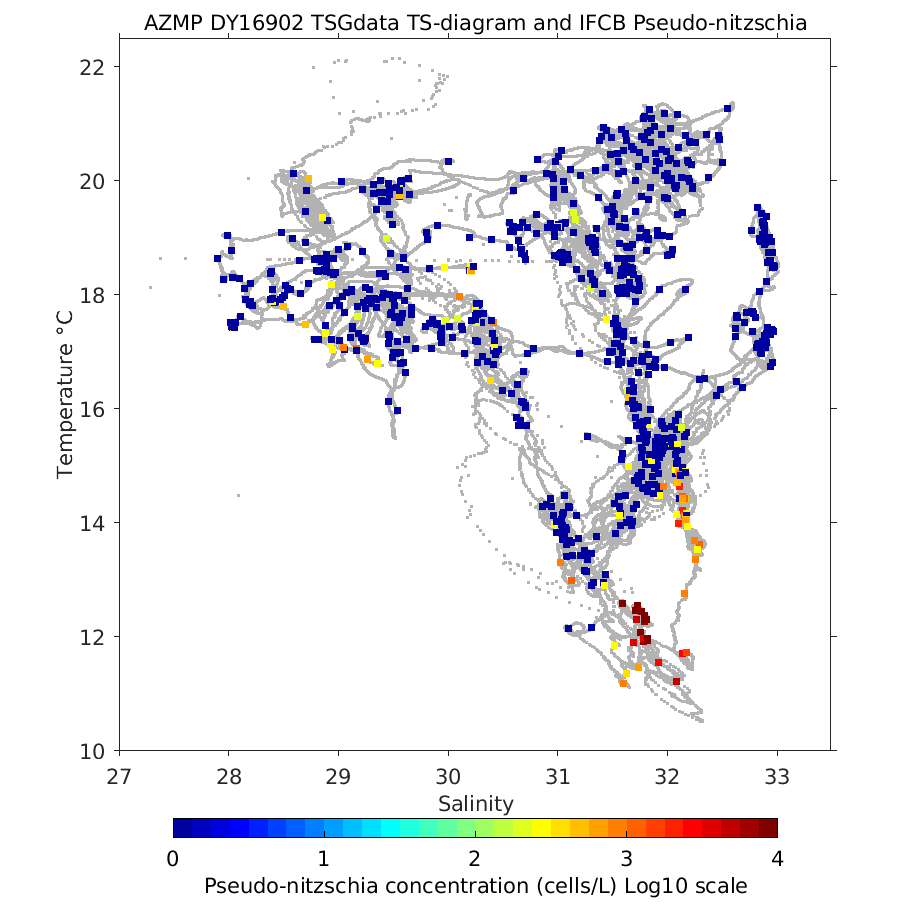 AZMP DY16902 TSGdata TS-diagram and IFCB Pseudo-nitzschia
22
20
18
16
14
12
10
Temperature °C
27 28 29 30 31 32 33
Salinity
0 1 2 3 4
Pseudo-nitzschia concentration (cells/L) Log10 scale